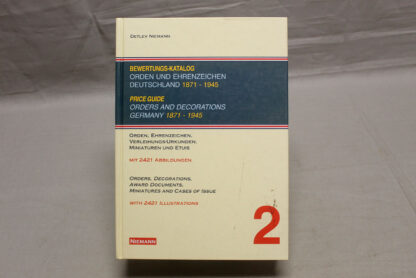 DETLEV NIEMANN
BEWERTUNGS-KATALOG
ORDEN UND EHRENZEICHEN
DEUTSCHLAND 1871 - 1945
PRICE GUIDE
ORDERS AND DECORATIONS
GERMANY 1871 - 1945
ORDEN, EHRENZEICHEN,
VERLEIHUNGS-URKUNDEN,
MINIATUREN UND ETUIS
MIT 2421 ABBILDUNGEN
ORDERS, DECORATIONS,
AWARD DOCUMENTS,
MINIATURES AND CASES OF ISSUE
WITH 2421 ILLUSTRATIONS
2
NIEMANN